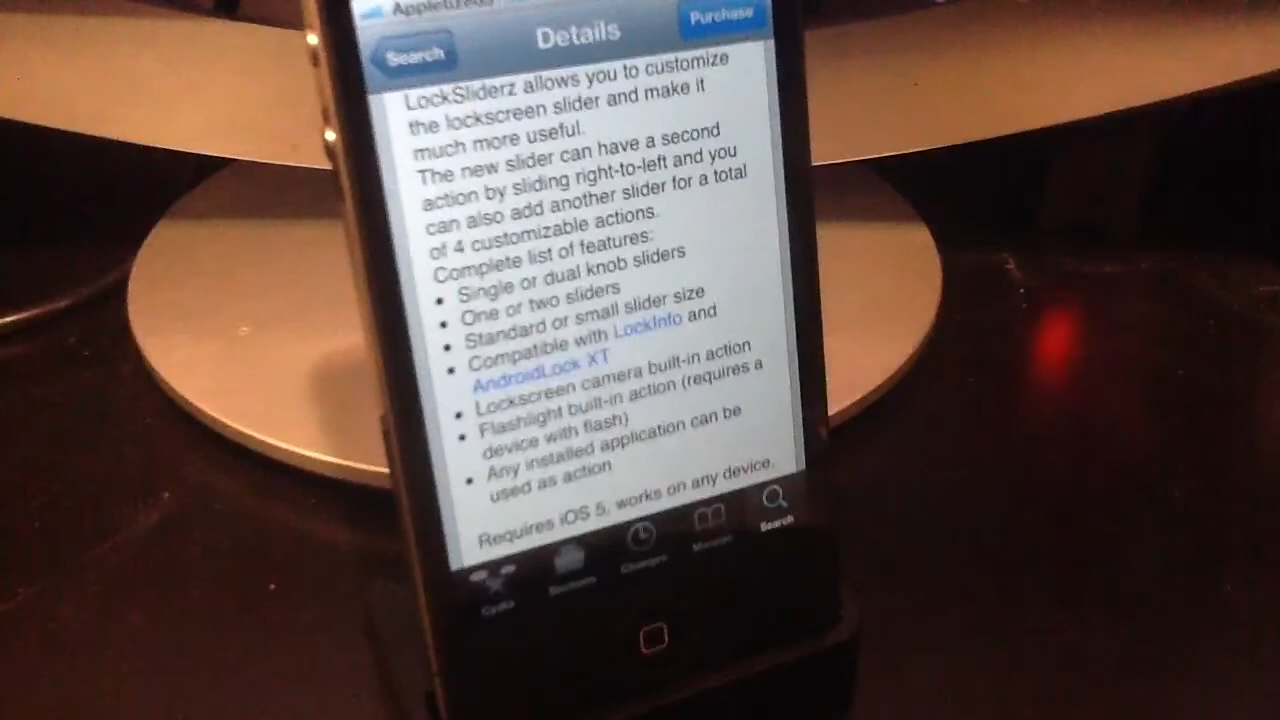 Search
Details
Purchase
LockSliderz allows you to customize
the lockscreen slider and make it
much more useful.
The new slider can have a second
action by sliding right-to-left and you
can also add another slider for a total
of 4 customizable actions.
Complete list of features:
• Single or dual knob sliders
• One or two sliders
• Standard or small slider size
• Compatible with LockInfo and
AndroidLock XT
• Lockscreen camera built-in action
• Flashlight built-in action (requires a
device with flash)
• Any installed application can be
used as action
Requires iOS 5, works on any device.
Cydia
Changes
Manage
Search